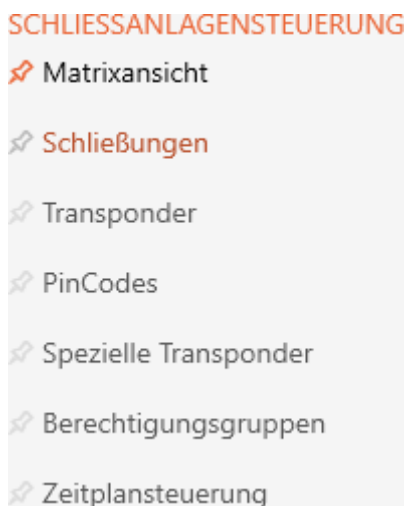 SCHLIESSANLAGENSTEUERUNG
Matrixansicht
Schließungen
Transponder
PinCodes
Spezielle Transponder
Berechtigungsgruppen
Zeitplansteuerung